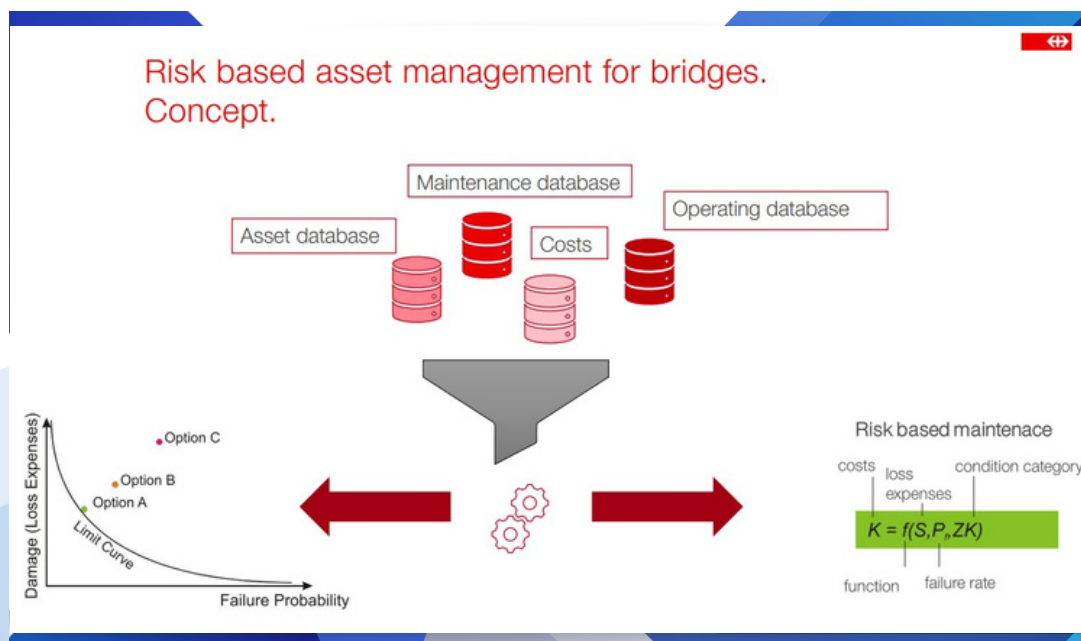 Risk based asset management for bridges.
Concept.
Maintenance database
Operating database
Asset database
Costs
Damage (Loss Expenses)
Option C
Option B
Option A
Limit Curve
Failure Probability
Risk based maintenace
costs
loss
expenses
condition category
K = f(S,P,,ZK)
function
failure rate